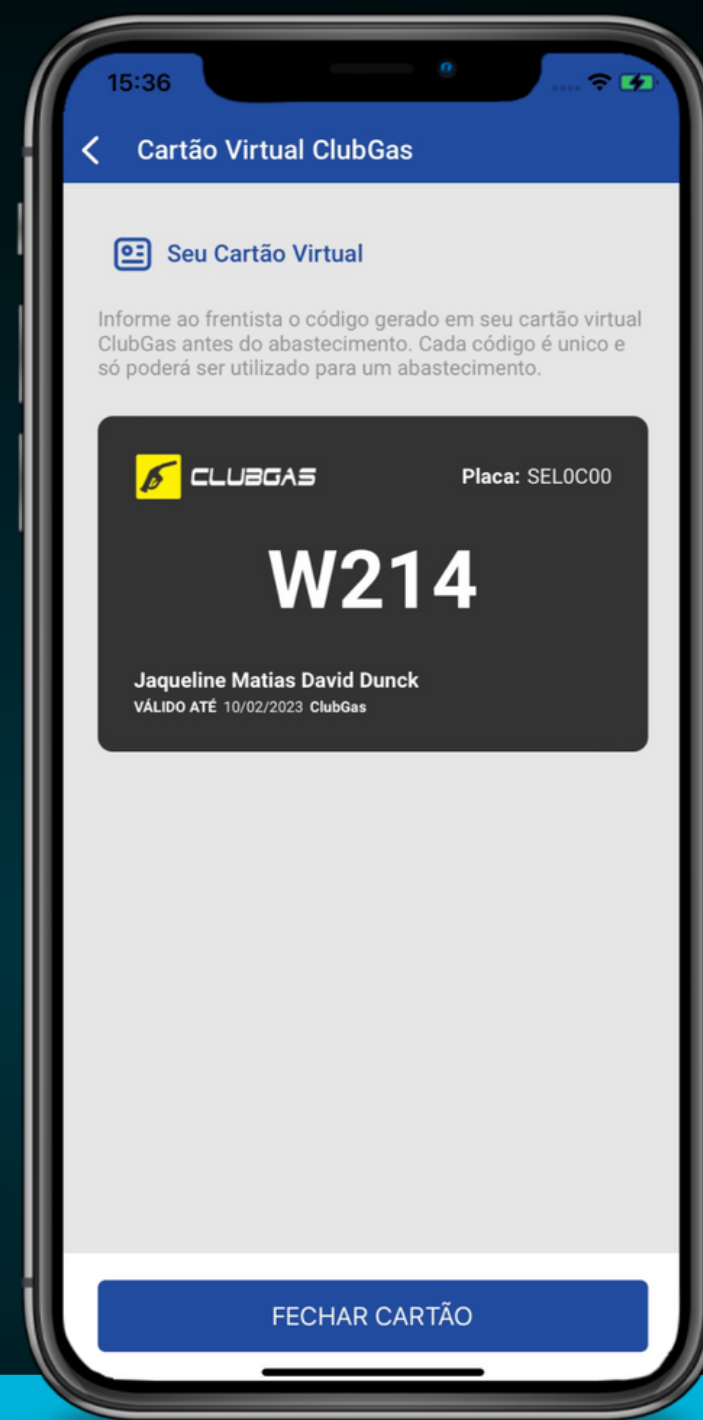 15:36
Cartão Virtual ClubGas
Seu Cartão Virtual
Informe ao frentista o código gerado em seu cartão virtual
ClubGas antes do abastecimento. Cada código é unico e
só poderá ser utilizado para um abastecimento.
CLUBGAS Placa: SEL0C00
W214
Jaqueline Matias David Dunck
VÁLIDO ATÉ 10/02/2023 ClubGas
FECHAR CARTÃO